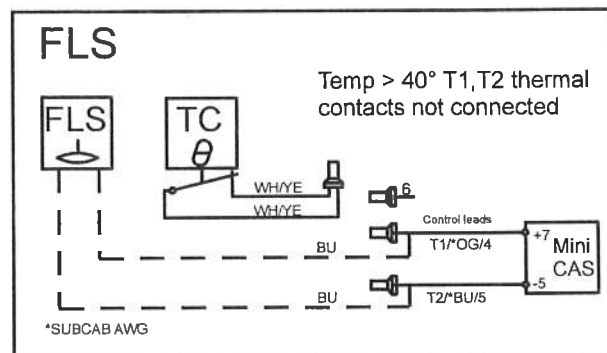 FLS
Temp > 40° T1,T2 thermal
contacts not connected
FLS
TC
θ
WH/YE
WH/YE
6
Control leads
BU
T1/*OG/4
+7
Mini
CAS
BU
T2/*BU/5
-5
*SUBCAB AWG